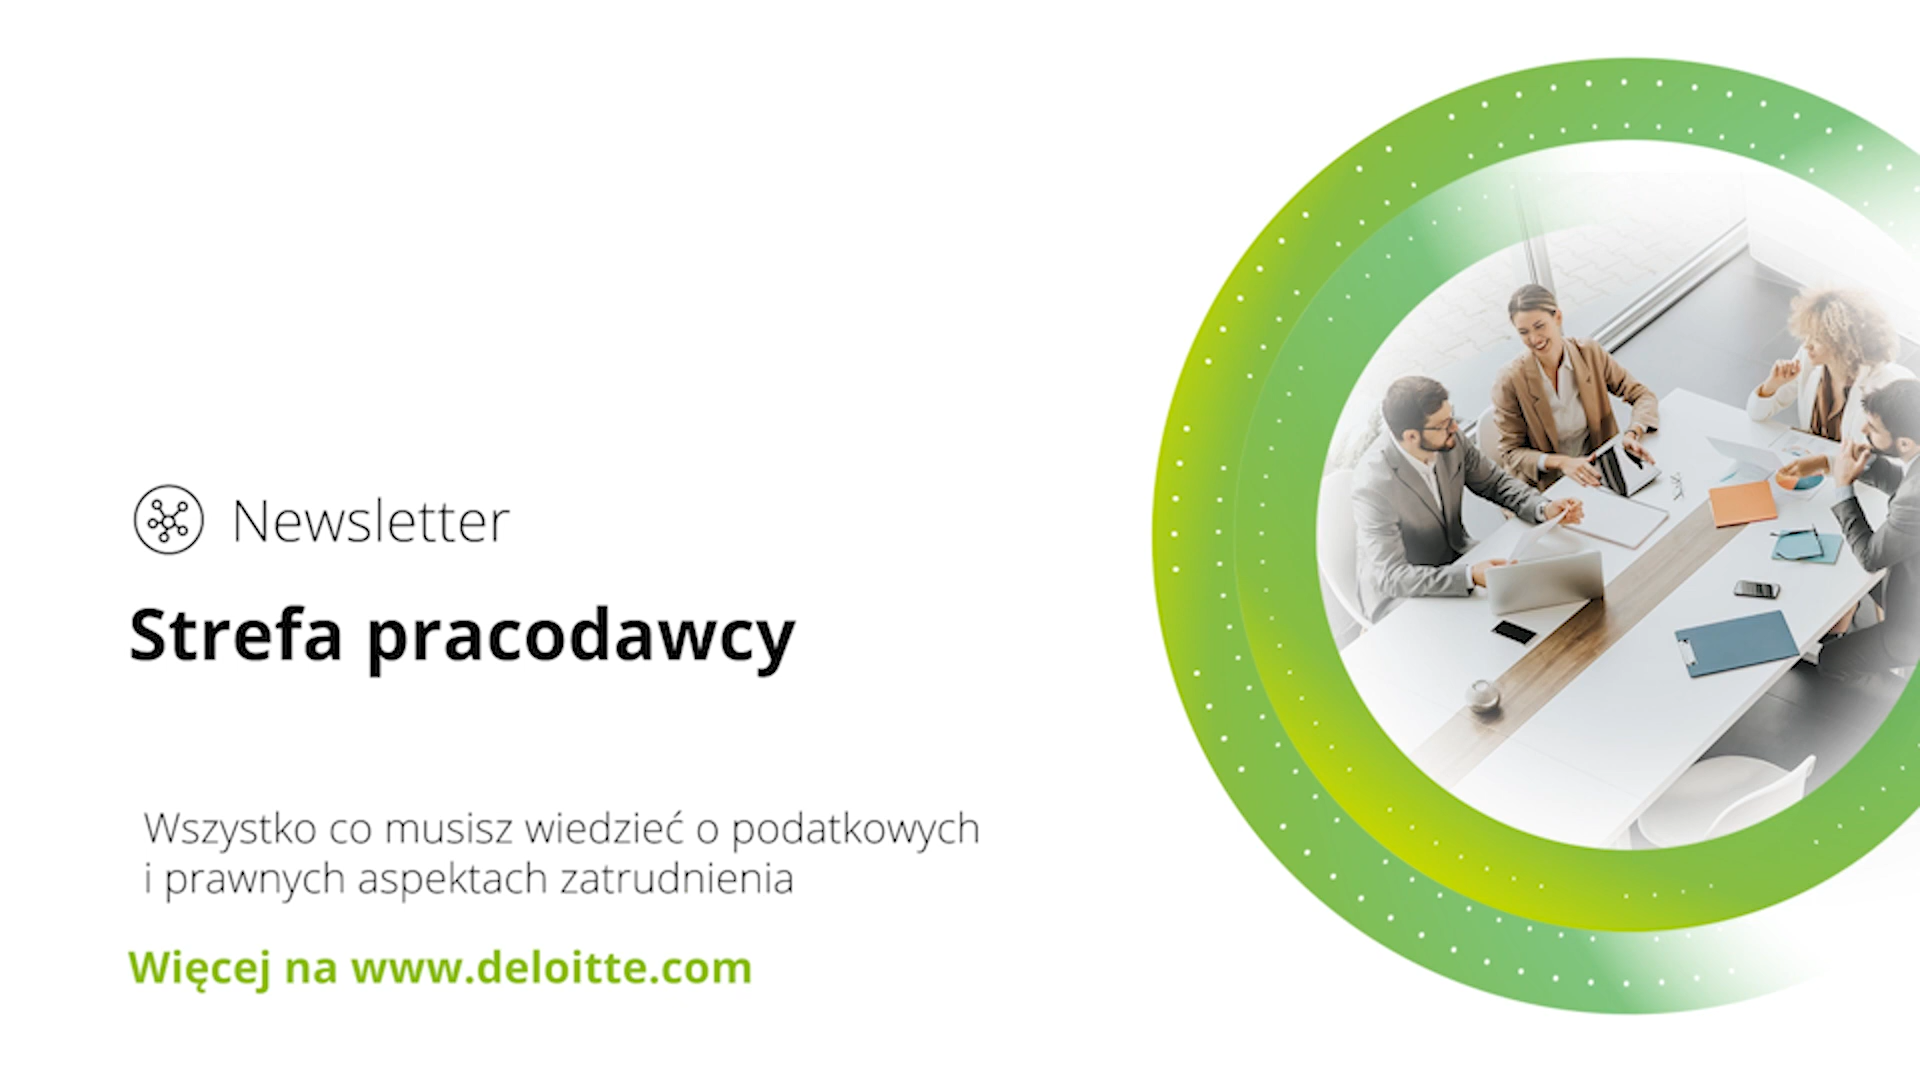 Newsletter
Strefa pracodawcy
Wszystko co musisz wiedzieć o podatkowych
i prawnych aspektach zatrudnienia
Więcej na www.deloitte.com